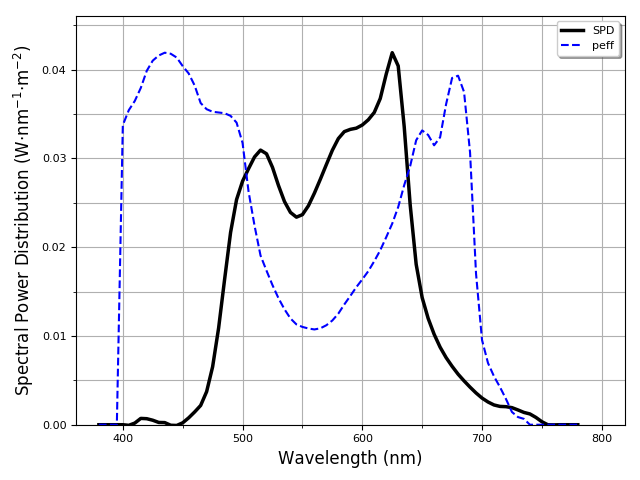 SPD
peff
Spectral Power Distribution (W·nm⁻¹·m⁻²)
0.04
0.03
0.02
0.01
0.00
400 500 600 700 800
Wavelength (nm)